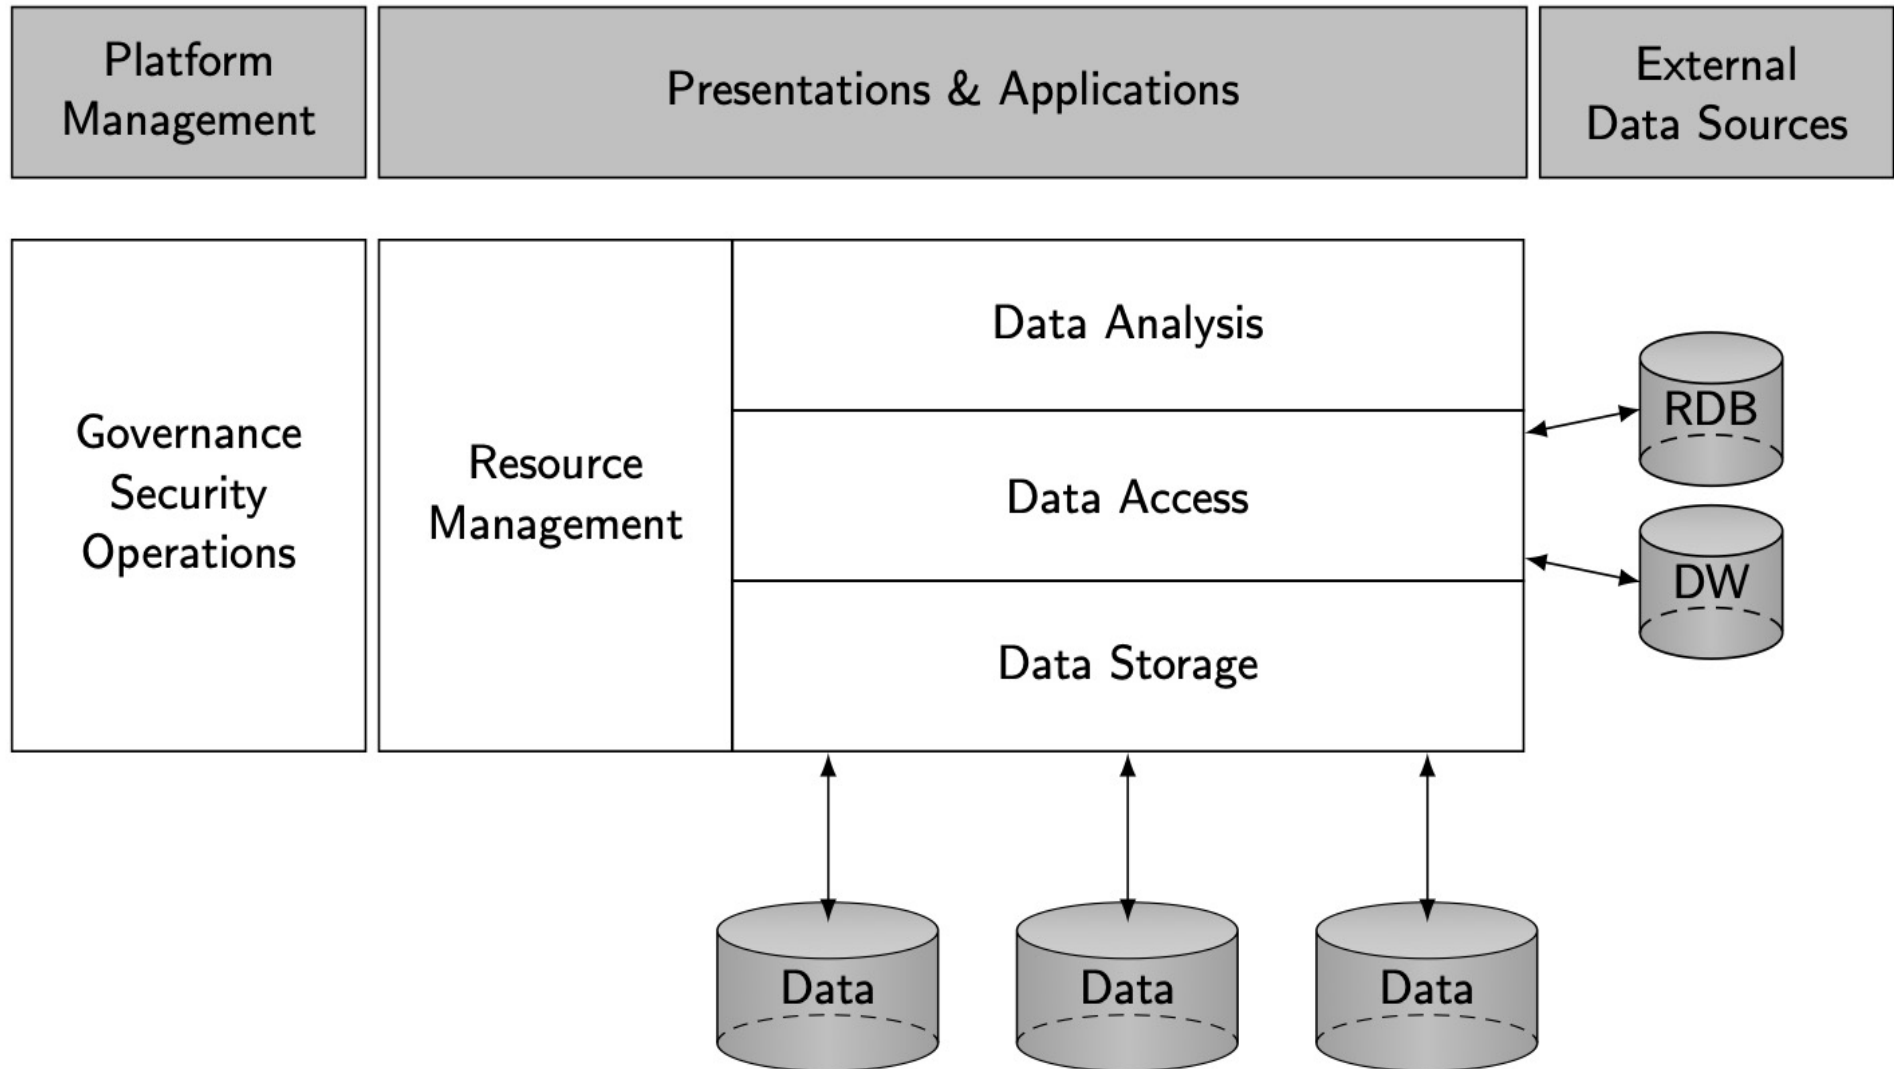 Platform
Management
Presentations & Applications
External
Data Sources
Governance
Security
Operations
Resource
Management
Data Analysis
Data Access
Data Storage
RDB
DW
Data
Data
Data